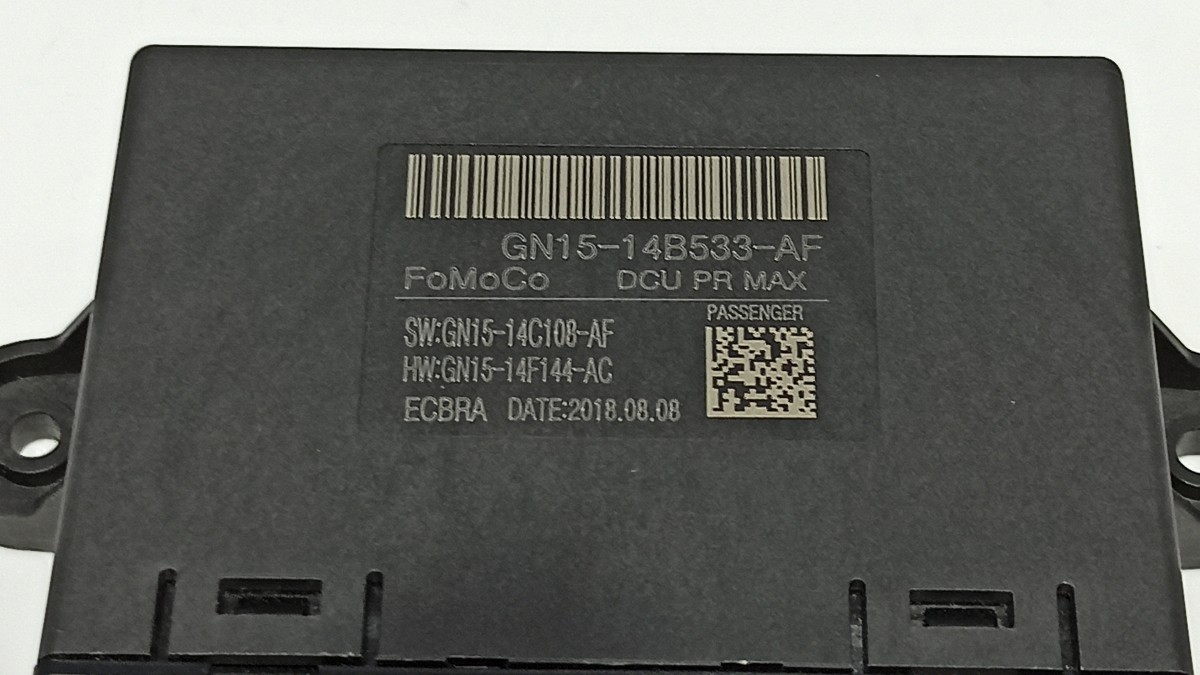 GN15-14B533-AF
FoMoCo DCU PR MAX
PASSENGER
SW:GN15-14C108-AF
HW:GN15-14F144-AC
ECBRA DATE:2018.08.08